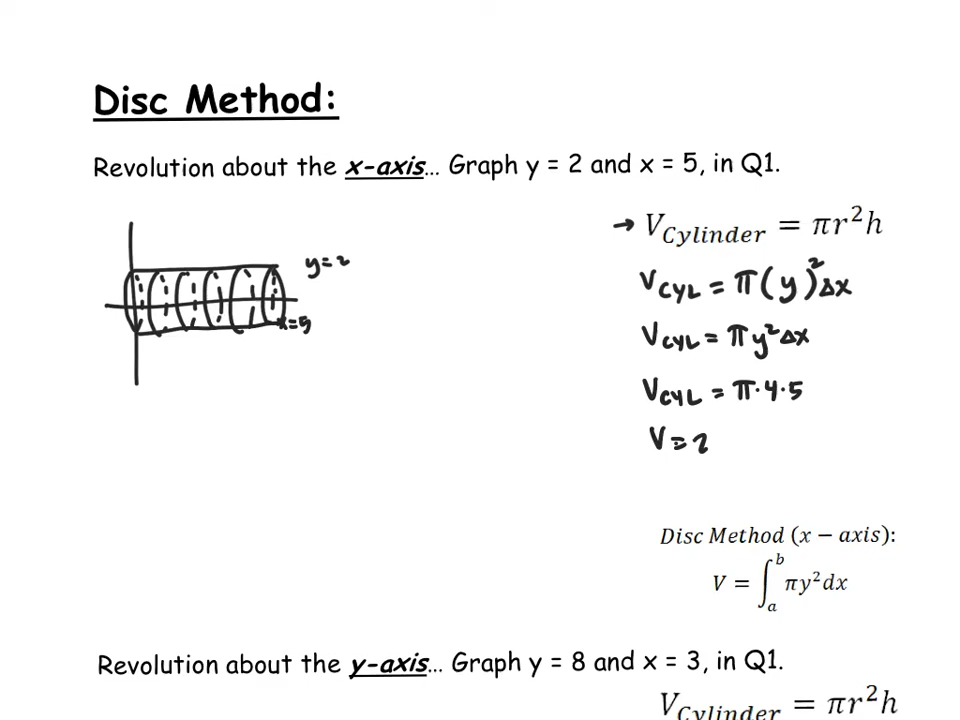 Disc Method:
Revolution about the x-axis... Graph y = 2 and x = 5, in Q1.
y=2
x=5
→ V_Cylinder = πr²h
V_CYL = π(y)²Δx
V_CYL = πy²Δx
V_CYL = π·4·5
V=2
Disc Method (x − axis):
V = ∫_a^b πy²dx
Revolution about the y-axis... Graph y = 8 and x = 3, in Q1.
V_Cylinder = πr²h